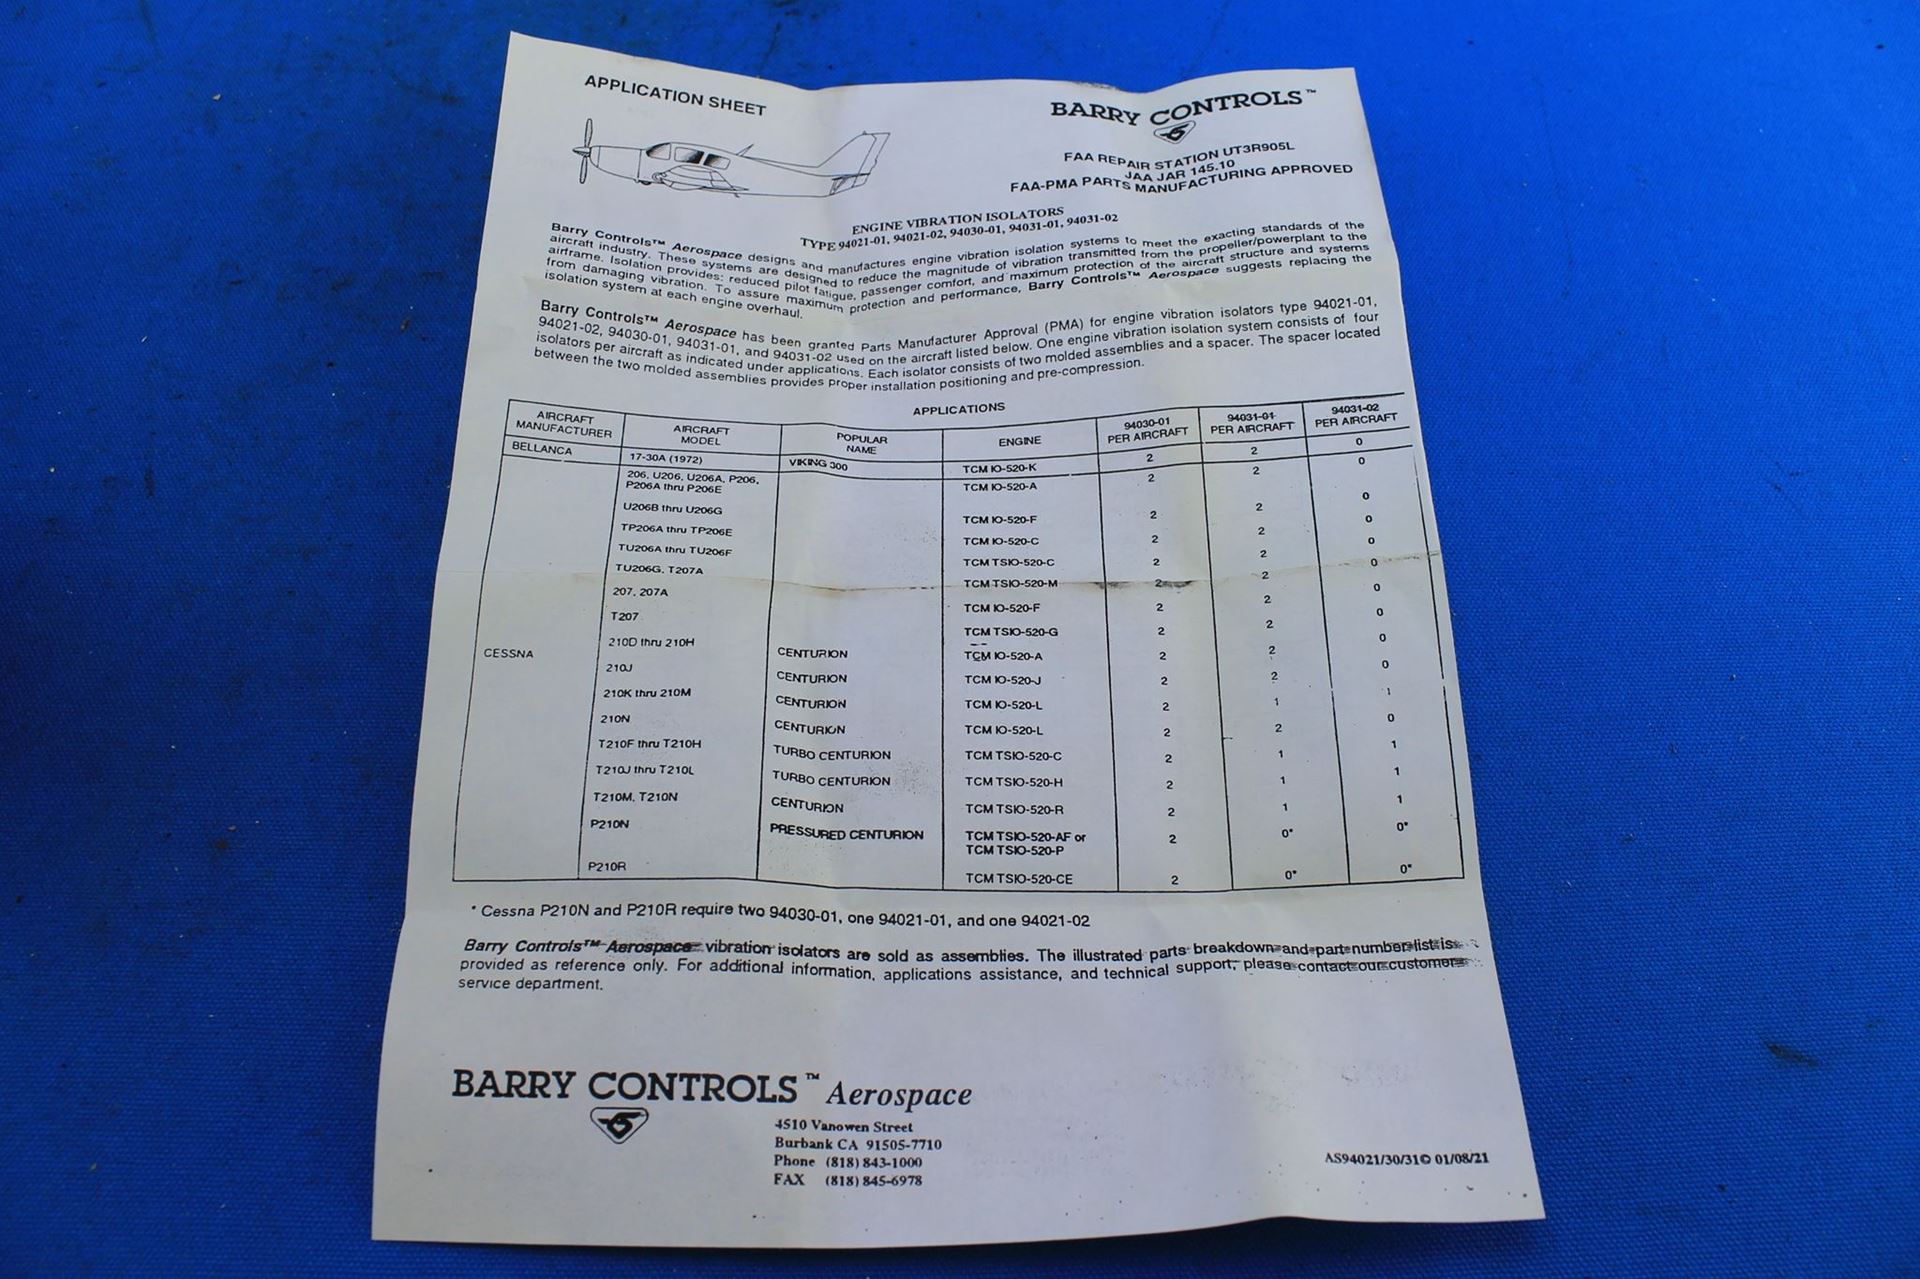 APPLICATION SHEET
BARRY CONTROLS™
FAA REPAIR STATION UT3R905L
JAA JAR 145.10
FAA-PMA PARTS MANUFACTURING APPROVED
ENGINE VIBRATION ISOLATORS
TYPE 94021-01, 94021-02, 94030-01, 94031-01, 94031-02
Barry Controls™ Aerospace designs and manufactures engine vibration isolation systems to meet the exacting standards of the
aircraft industry. These systems are designed to reduce the magnitude of vibration transmitted from the propeller/powerplant to the
airframe. Isolation provides: reduced pilot fatigue, passenger comfort, and maximum protection of the aircraft structure and systems
from damaging vibration. To assure maximum protection and performance, Barry Controls™ Aerospace suggests replacing the
isolation system at each engine overhaul.
Barry Controls™ Aerospace has been granted Parts Manufacturer Approval (PMA) for engine vibration isolators type 94021-01,
94021-02, 94030-01, 94031-01, and 94031-02 used on the aircraft listed below. One engine vibration isolation system consists of four
isolators per aircraft as indicated under applications. Each isolator consists of two molded assemblies and a spacer. The spacer located
between the two molded assemblies provides proper installation positioning and pre-compression.
APPLICATIONS
AIRCRAFT MANUFACTURER AIRCRAFT MODEL POPULAR NAME ENGINE 94030-01 PER AIRCRAFT 94031-01 PER AIRCRAFT 94031-02 PER AIRCRAFT
BELLANCA 17-30A (1972) VIKING 300 TCM IO-520-K 2 2 0
206, U206, U206A, P206, TCM IO-520-A 2 2 0
P206A thru P206E
U206B thru U206G TCM IO-520-F 2 2 0
TP206A thru TP206E TCM IO-520-C 2 2 0
TU206A thru TU206F TCM TSIO-520-C 2 2 0
TU206G, T207A TCM TSIO-520-M 2 2 0
207, 207A TCM IO-520-F 2 2 0
T207 TCM TSIO-520-G 2 2 0
CESSNA 210D thru 210H CENTURION TCM IO-520-A 2 2 0
210J CENTURION TCM IO-520-J 2 2 0
210K thru 210M CENTURION TCM IO-520-L 2 1 1
210N CENTURION TCM IO-520-L 2 2 0
T210F thru T210H TURBO CENTURION TCM TSIO-520-C 2 1 1
T210J thru T210L TURBO CENTURION TCM TSIO-520-H 2 1 1
T210M, T210N CENTURION TCM TSIO-520-R 2 1 1
P210N PRESSURED CENTURION TCM TSIO-520-AF or 2 0* 0*
TCM TSIO-520-P
P210R TCM TSIO-520-CE 2 0* 0*
* Cessna P210N and P210R require two 94030-01, one 94021-01, and one 94021-02
Barry Controls™ Aerospace vibration isolators are sold as assemblies. The illustrated parts breakdown and part number list is
provided as reference only. For additional information, applications assistance, and technical support, please contact our customer
service department.
BARRY CONTROLS™ Aerospace
4510 Vanowen Street
Burbank CA 91505-7710
Phone (818) 843-1000
FAX (818) 845-6978
AS94021/30/31© 01/08/21